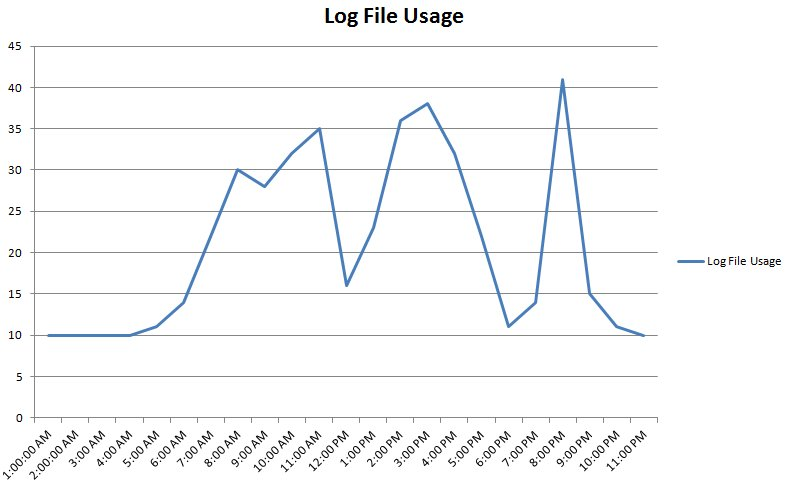 Log File Usage
45
40
35
30
25
20
15
10
5
0
Log File Usage
1:00:00 AM
2:00:00 AM
3:00 AM
4:00 AM
5:00 AM
6:00 AM
7:00 AM
8:00 AM
9:00 AM
10:00 AM
11:00 AM
12:00 PM
1:00 PM
2:00 PM
3:00 PM
4:00 PM
5:00 PM
6:00 PM
7:00 PM
8:00 PM
9:00 PM
10:00 PM
11:00 PM